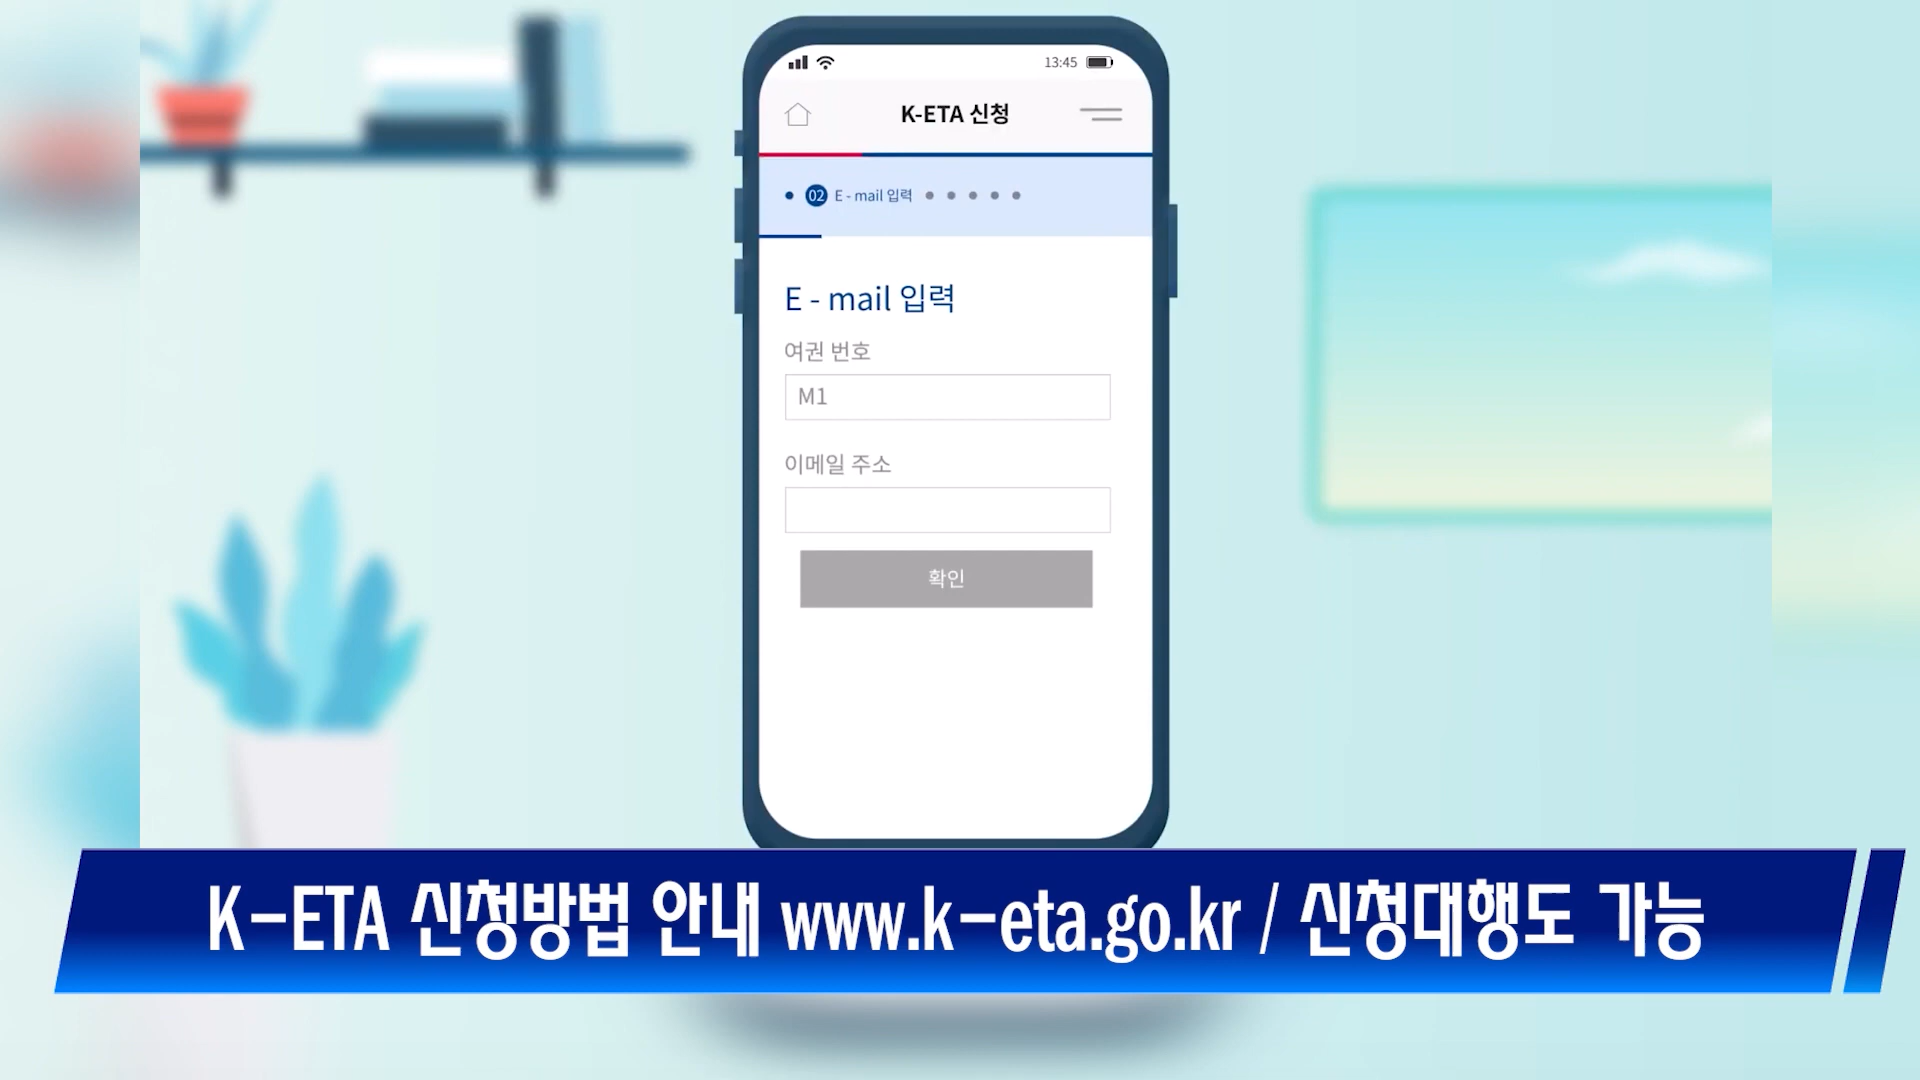 13:45
K-ETA 신청
02 E - mail 입력
E - mail 입력
여권 번호
M1
이메일 주소
확인
K-ETA 신청방법 안내 www.k-eta.go.kr / 신청대행도 가능